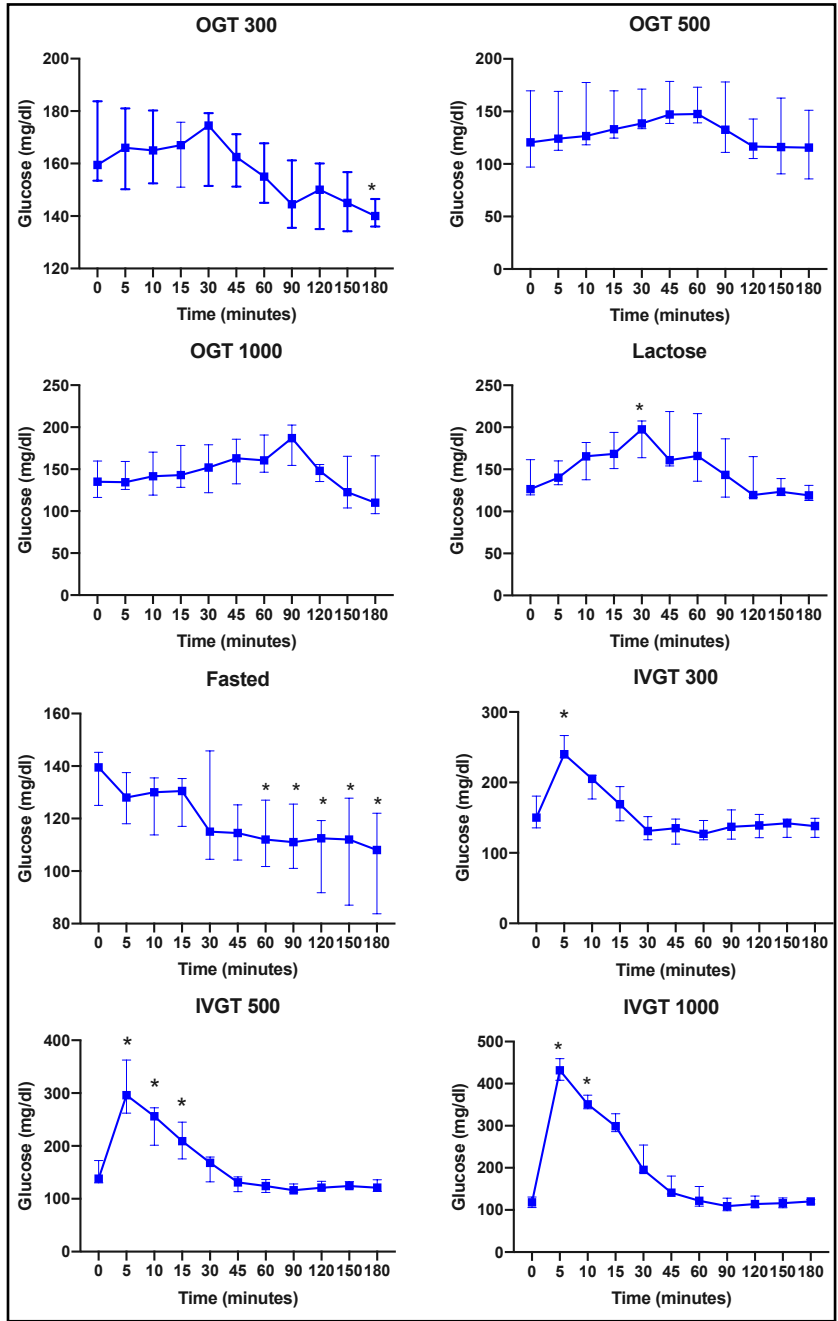 OGT 300
Glucose (mg/dl)
200
180
160
140
120
*
0 5 10 15 30 45 60 90 120 150 180
Time (minutes)
OGT 500
Glucose (mg/dl)
200
150
100
50
0
0 5 10 15 30 45 60 90 120 150 180
Time (minutes)
OGT 1000
Glucose (mg/dl)
250
200
150
100
50
0
0 5 10 15 30 45 60 90 120 150 180
Time (minutes)
Lactose
Glucose (mg/dl)
250
200
150
100
50
0
*
0 5 10 15 30 45 60 90 120 150 180
Time (minutes)
Fasted
Glucose (mg/dl)
160
140
120
100
80
* * * * *
0 5 10 15 30 45 60 90 120 150 180
Time (minutes)
IVGT 300
Glucose (mg/dl)
300
200
100
0
*
0 5 10 15 30 45 60 90 120 150 180
Time (minutes)
IVGT 500
Glucose (mg/dl)
400
300
200
100
0
* * *
0 5 10 15 30 45 60 90 120 150 180
Time (minutes)
IVGT 1000
Glucose (mg/dl)
500
400
300
200
100
0
* *
0 5 10 15 30 45 60 90 120 150 180
Time (minutes)